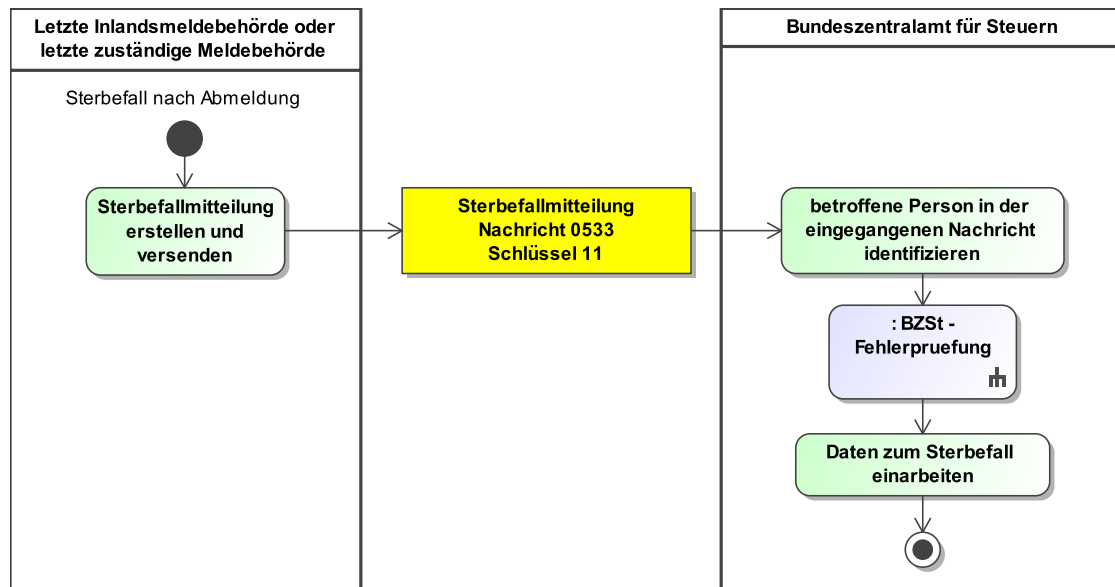 Letzte Inlandsmeldebehörde oder
letzte zuständige Meldebehörde
Bundeszentralamt für Steuern
Sterbefall nach Abmeldung
Sterbefallmitteilung
erstellen und
versenden
Sterbefallmitteilung
Nachricht 0533
Schlüssel 11
betroffene Person in der
eingegangenen Nachricht
identifizieren
: BZSt -
Fehlerpruefung
Daten zum Sterbefall
einarbeiten